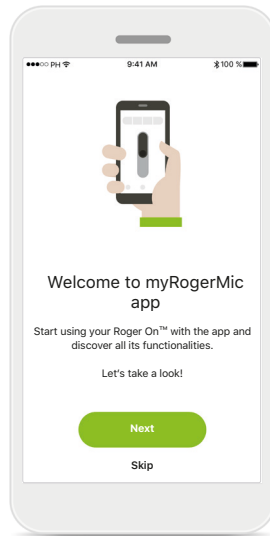 ●●●○○ PH 9:41 AM 100 %
Welcome to myRogerMic
app
Start using your Roger On™ with the app and
discover all its functionalities.
Let's take a look!
Next
Skip